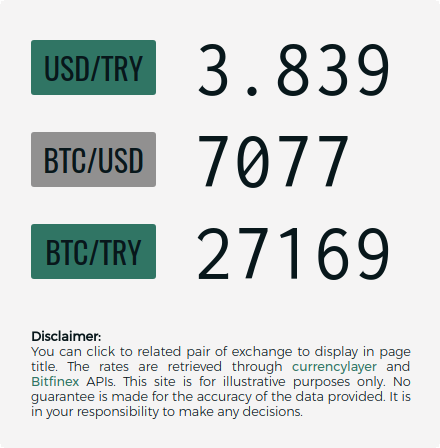 USD/TRY 3.839
BTC/USD 7077
BTC/TRY 27169
Disclaimer:
You can click to related pair of exchange to display in page
title. The rates are retrieved through currencylayer and
Bitfinex APIs. This site is for illustrative purposes only. No
guarantee is made for the accuracy of the data provided. It is
in your responsibility to make any decisions.